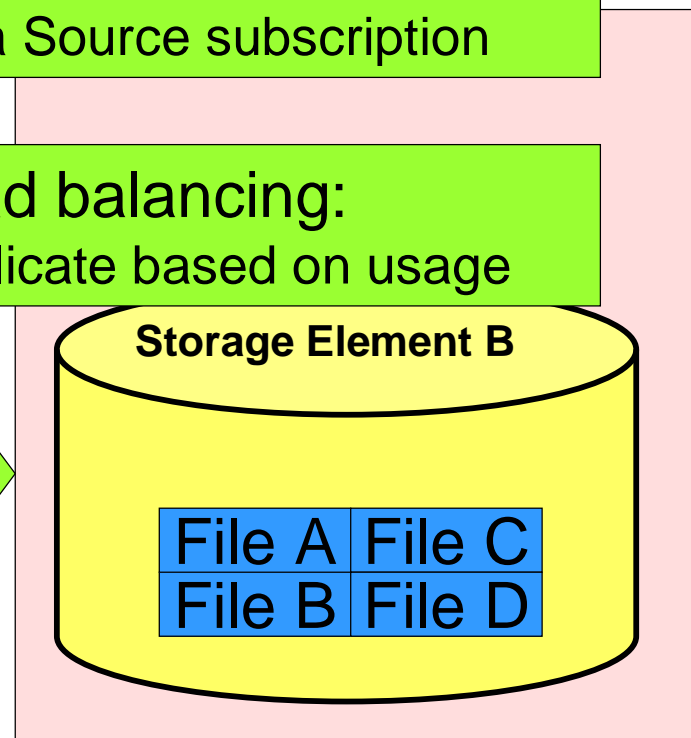 a Source subscription
d balancing:
licate based on usage
Storage Element B
File A File C
File B File D